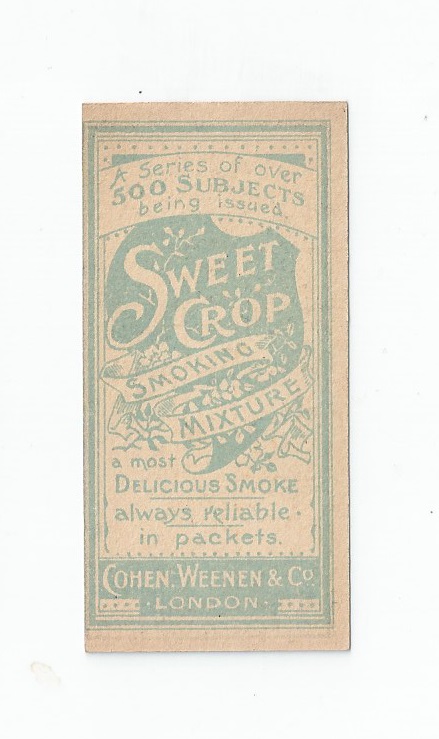 A Series of over
500 SUBJECTS
being issued.
SWEET
CROP
SMOKING
MIXTURE
a most
DELICIOUS SMOKE
always reliable
in packets.
COHEN, WEENEN & Co.
LONDON